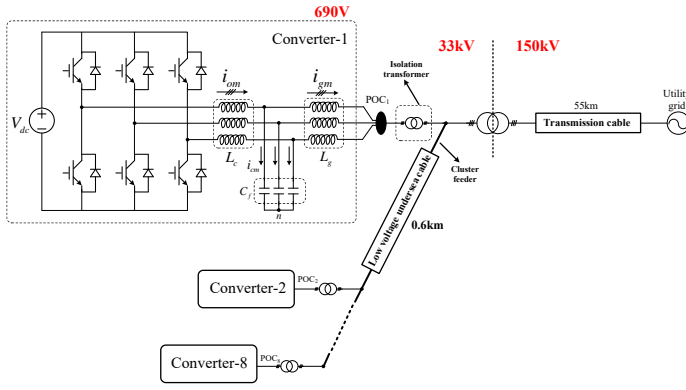 690V
Converter-1
33kV
150kV
Isolation
transformer
i_om
i_gm
POC_1
Utility
grid
V_dc
55km
Transmission cable
L_c
i_cm
L_g
Cluster
feeder
C_f
n
Low voltage undersea cable
0.6km
Converter-2
POC_2
Converter-8
POC_8